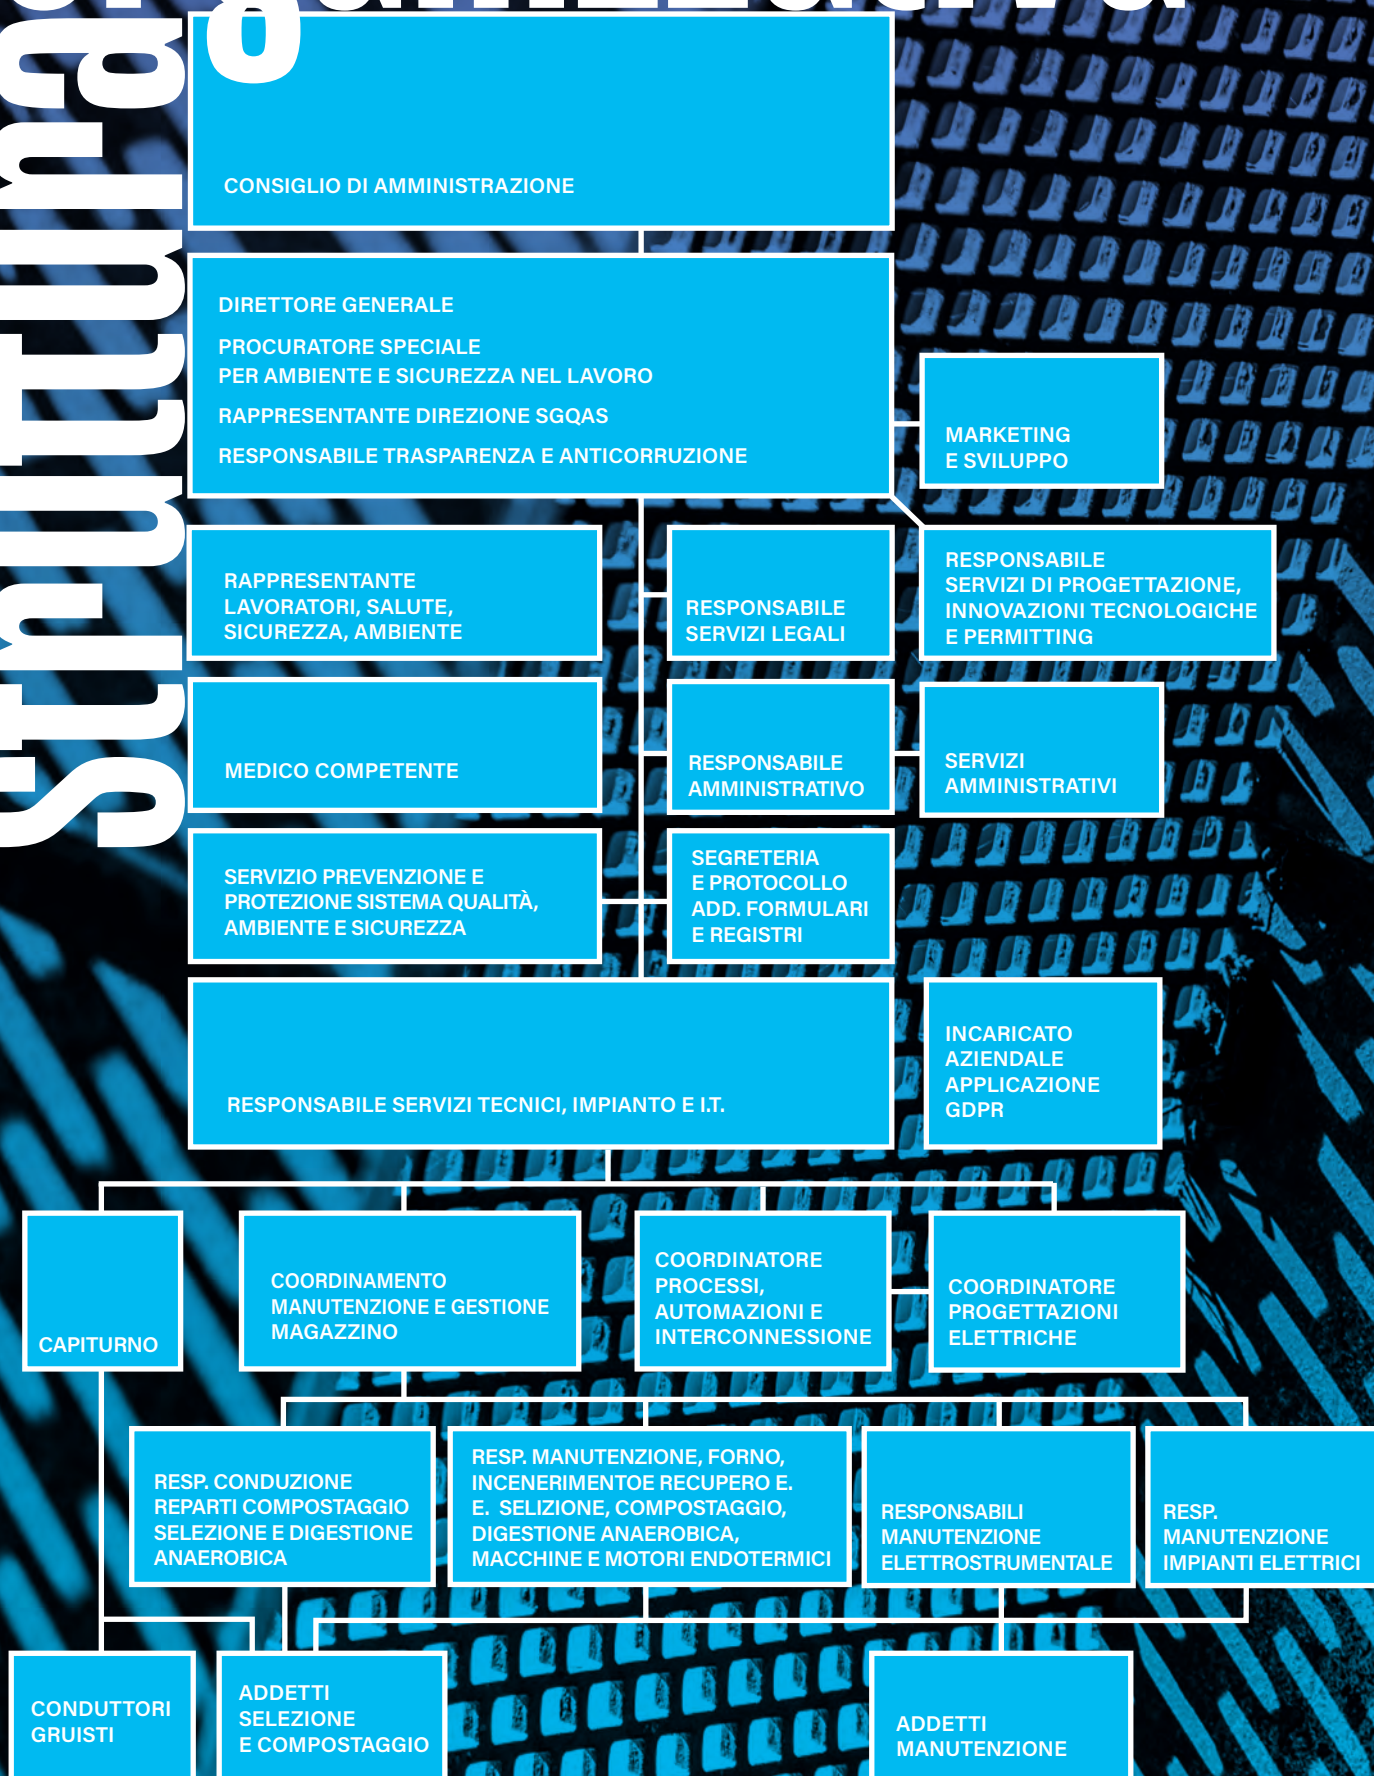 Struttura
organizzativa
CONSIGLIO DI AMMINISTRAZIONE
DIRETTORE GENERALE
PROCURATORE SPECIALE
PER AMBIENTE E SICUREZZA NEL LAVORO
RAPPRESENTANTE DIREZIONE SGQAS
RESPONSABILE TRASPARENZA E ANTICORRUZIONE
MARKETING
E SVILUPPO
RAPPRESENTANTE
LAVORATORI, SALUTE,
SICUREZZA, AMBIENTE
RESPONSABILE
SERVIZI LEGALI
RESPONSABILE
SERVIZI DI PROGETTAZIONE,
INNOVAZIONI TECNOLOGICHE
E PERMITTING
MEDICO COMPETENTE
RESPONSABILE
AMMINISTRATIVO
SERVIZI
AMMINISTRATIVI
SERVIZIO PREVENZIONE E
PROTEZIONE SISTEMA QUALITÀ,
AMBIENTE E SICUREZZA
SEGRETERIA
E PROTOCOLLO
ADD. FORMULARI
E REGISTRI
RESPONSABILE SERVIZI TECNICI, IMPIANTO E I.T.
INCARICATO
AZIENDALE
APPLICAZIONE
GDPR
CAPITURNO
COORDINAMENTO
MANUTENZIONE E GESTIONE
MAGAZZINO
COORDINATORE
PROCESSI,
AUTOMAZIONI E
INTERCONNESSIONE
COORDINATORE
PROGETTAZIONI
ELETTRICHE
RESP. CONDUZIONE
REPARTI COMPOSTAGGIO
SELEZIONE E DIGESTIONE
ANAEROBICA
RESP. MANUTENZIONE, FORNO,
INCENERIMENTOE RECUPERO E.
E. SELIZIONE, COMPOSTAGGIO,
DIGESTIONE ANAEROBICA,
MACCHINE E MOTORI ENDOTERMICI
RESPONSABILI
MANUTENZIONE
ELETTROSTRUMENTALE
RESP.
MANUTENZIONE
IMPIANTI ELETTRICI
CONDUTTORI
GRUISTI
ADDETTI
SELEZIONE
E COMPOSTAGGIO
ADDETTI
MANUTENZIONE